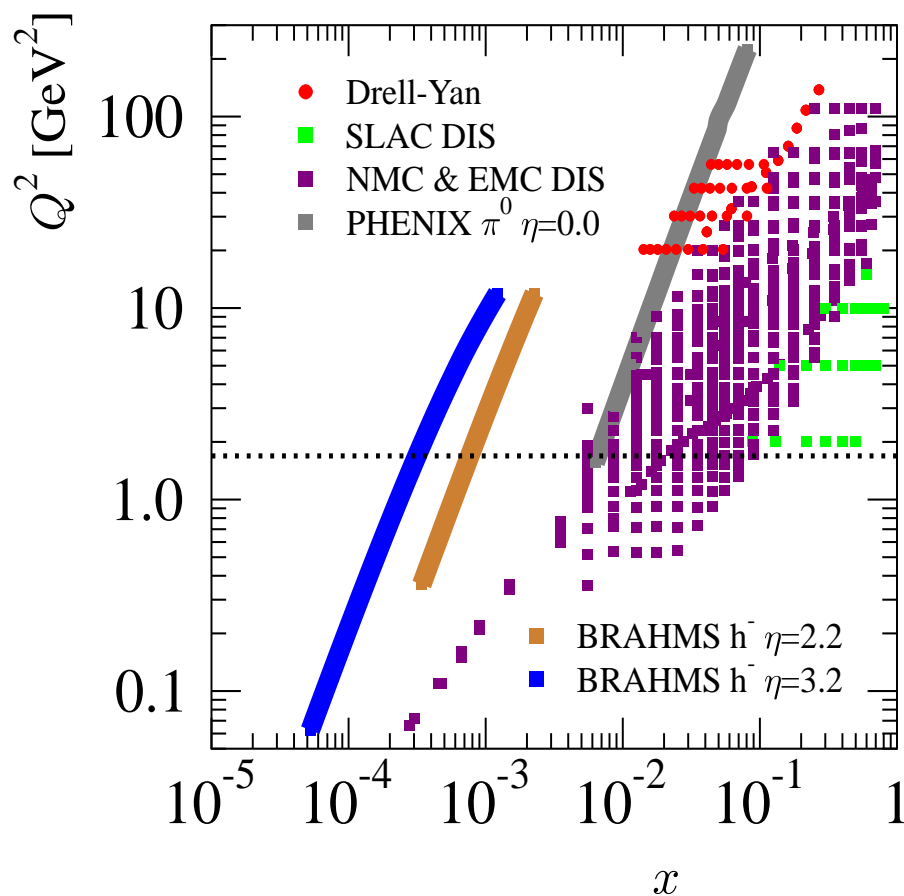 Q² [GeV²]
100
10
1.0
0.1
Drell-Yan
SLAC DIS
NMC & EMC DIS
PHENIX π⁰ η=0.0
BRAHMS h⁻ η=2.2
BRAHMS h⁻ η=3.2
10⁻⁵ 10⁻⁴ 10⁻³ 10⁻² 10⁻¹ 1
x